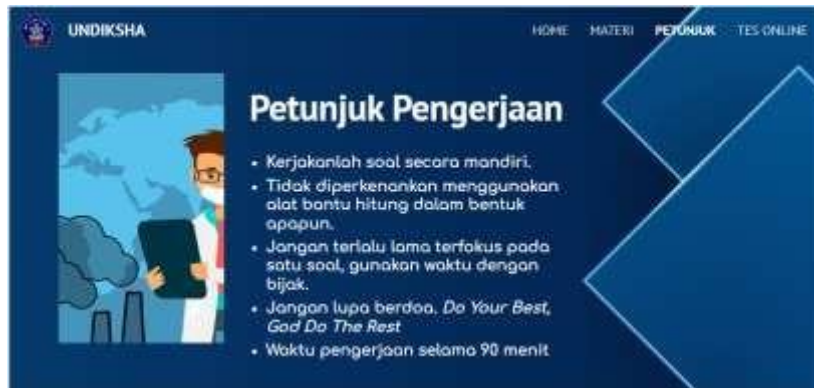 UNDIKSHA
HOME MATERI PETUNJUK TES ONLINE
Petunjuk Pengerjaan
• Kerjakanlah soal secara mandiri.
• Tidak diperkenankan menggunakan
alat bantu hitung dalam bentuk
apapun.
• Jangan terlalu lama terfokus pada
satu soal, gunakan waktu dengan
bijak.
• Jangan lupa berdoa. Do Your Best,
God Do The Rest
• Waktu pengerjaan selama 90 menit